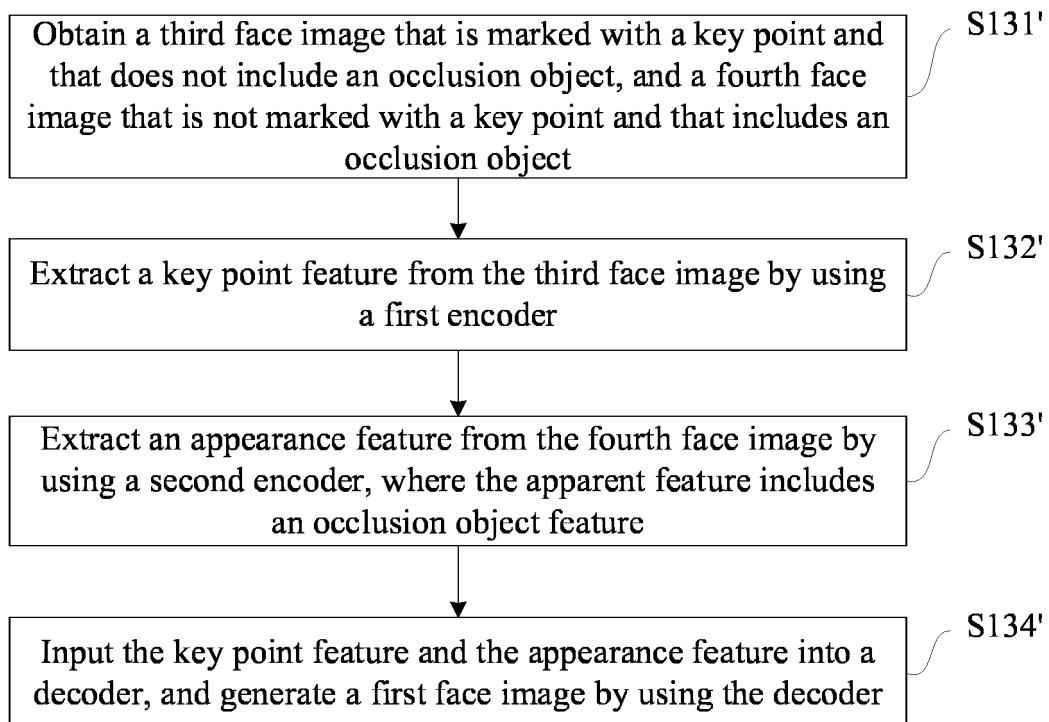 Obtain a third face image that is marked with a key point and
that does not include an occlusion object, and a fourth face
image that is not marked with a key point and that includes an
occlusion object
S131'
Extract a key point feature from the third face image by using
a first encoder
S132'
Extract an appearance feature from the fourth face image by
using a second encoder, where the apparent feature includes
an occlusion object feature
S133'
Input the key point feature and the appearance feature into a
decoder, and generate a first face image by using the decoder
S134'